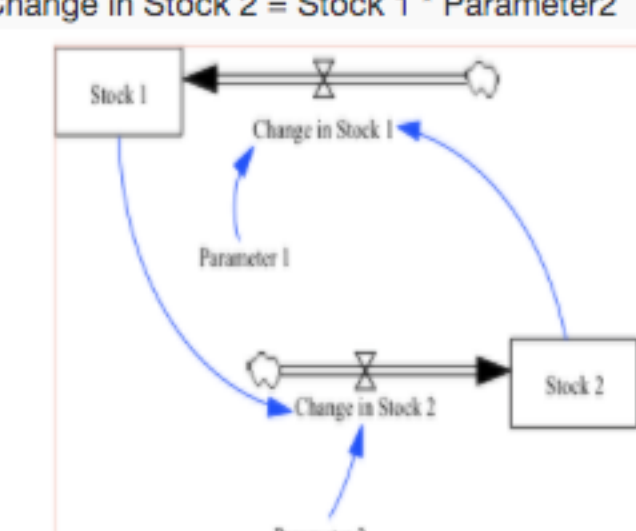 Change in Stock 2 = Stock 1 * Parameter2
Stock 1
Change in Stock 1
Parameter 1
Stock 2
Change in Stock 2